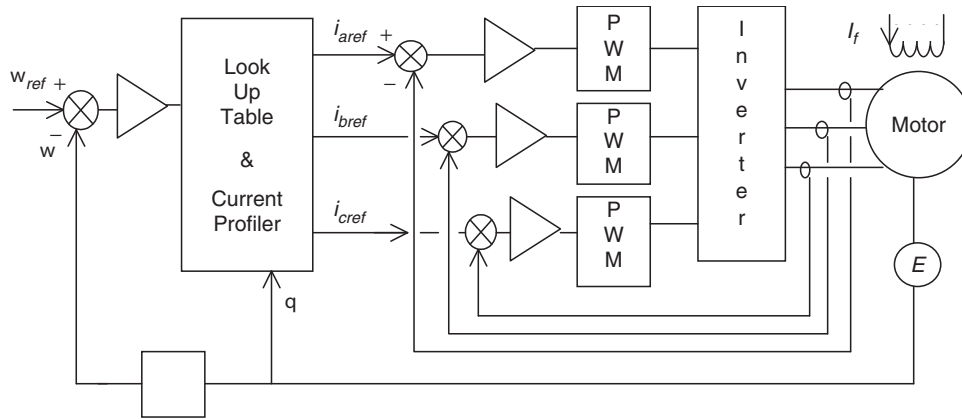 w_ref + −
w
Look
Up
Table
&
Current
Profiler
q
i_aref + −
i_bref
i_cref
P
W
M
P
W
M
P
W
M
I
n
v
e
r
t
e
r
I_f
Motor
E